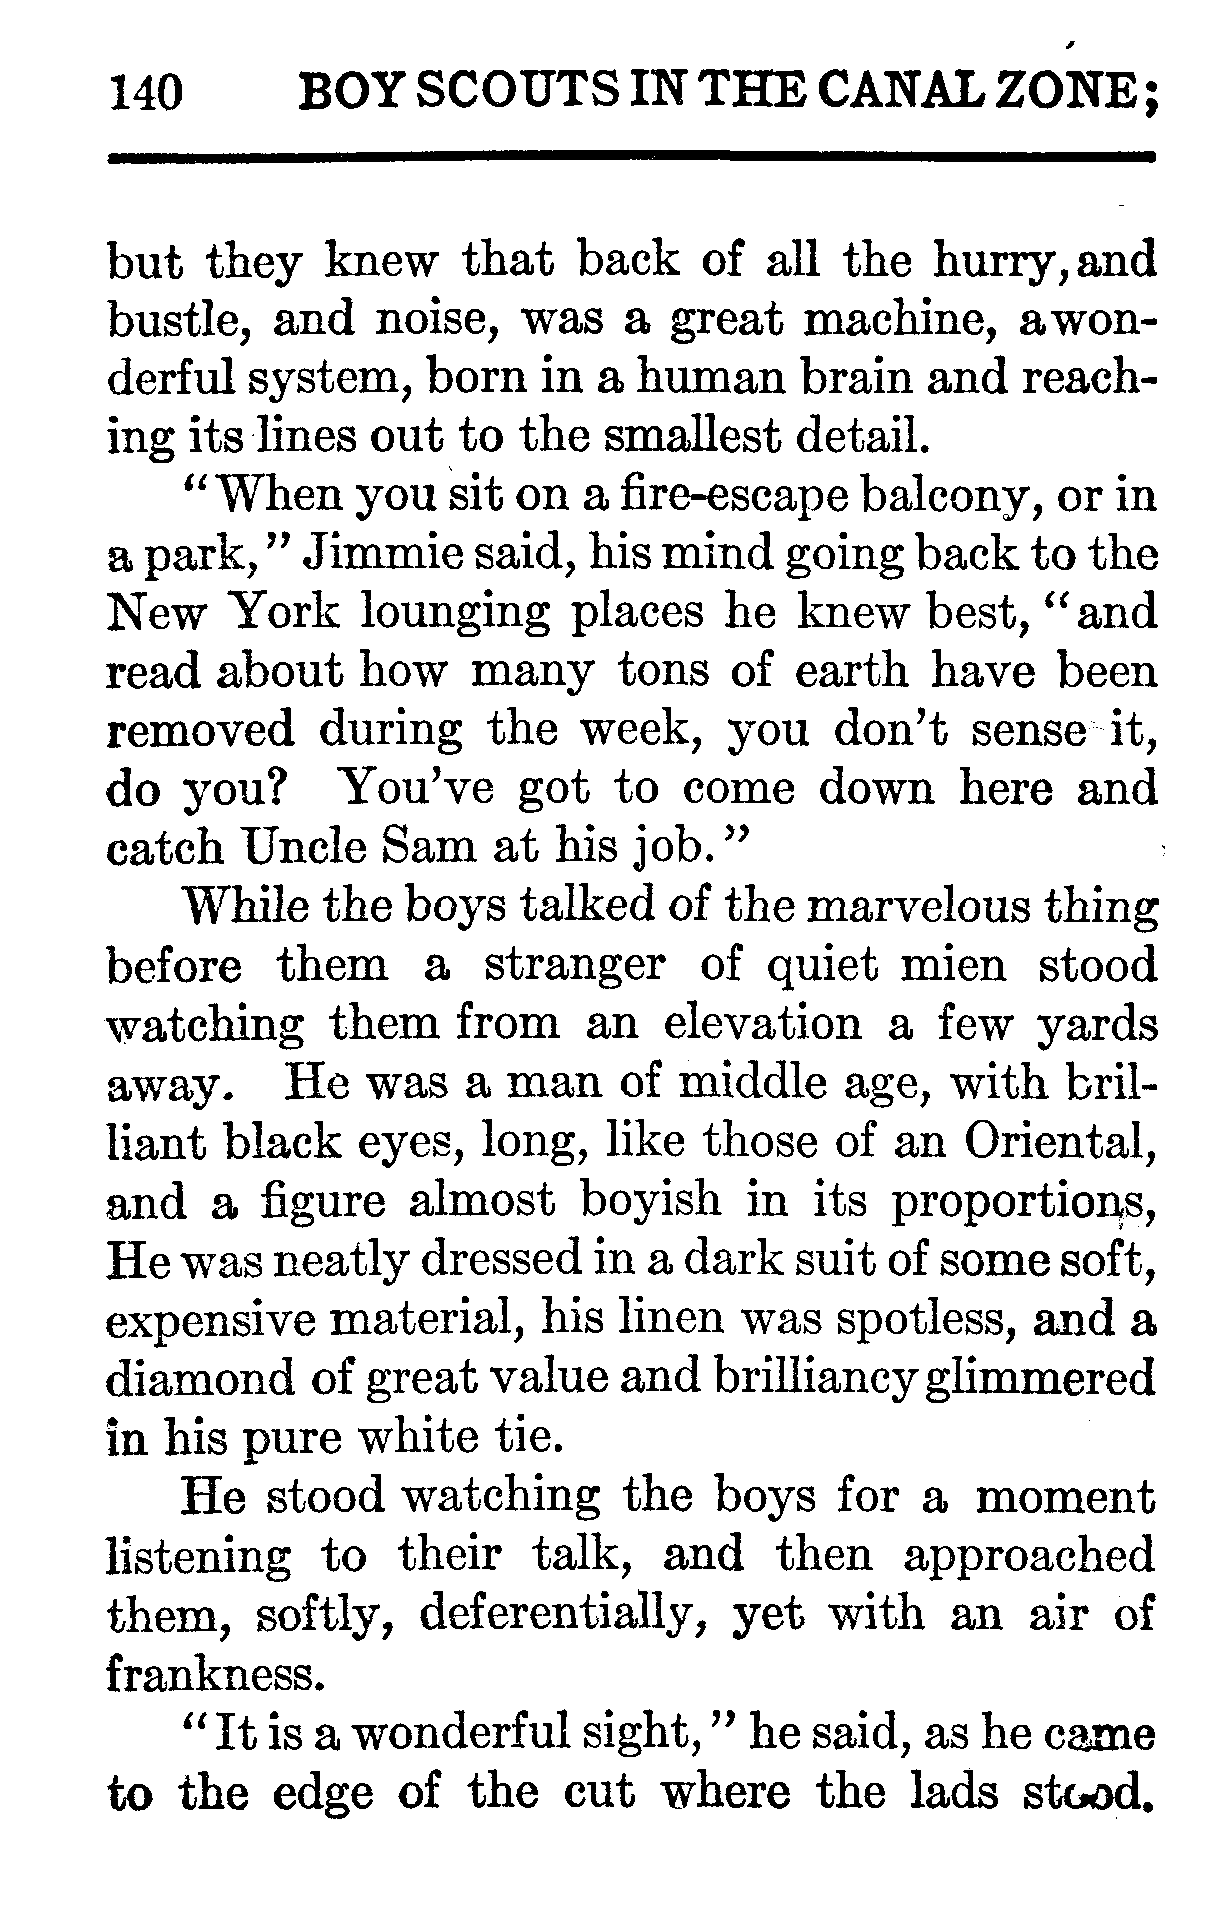 140 BOY SCOUTS IN THE CANAL ZONE;
but they knew that back of all the hurry, and
bustle, and noise, was a great machine, a won-
derful system, born in a human brain and reach-
ing its lines out to the smallest detail.
"When you sit on a fire-escape balcony, or in
a park," Jimmie said, his mind going back to the
New York lounging places he knew best, "and
read about how many tons of earth have been
removed during the week, you don't sense it,
do you? You've got to come down here and
catch Uncle Sam at his job."
While the boys talked of the marvelous thing
before them a stranger of quiet mien stood
watching them from an elevation a few yards
away. He was a man of middle age, with bril-
liant black eyes, long, like those of an Oriental,
and a figure almost boyish in its proportions,
He was neatly dressed in a dark suit of some soft,
expensive material, his linen was spotless, and a
diamond of great value and brilliancy glimmered
in his pure white tie.
He stood watching the boys for a moment
listening to their talk, and then approached
them, softly, deferentially, yet with an air of
frankness.
"It is a wonderful sight," he said, as he came
to the edge of the cut where the lads stood.